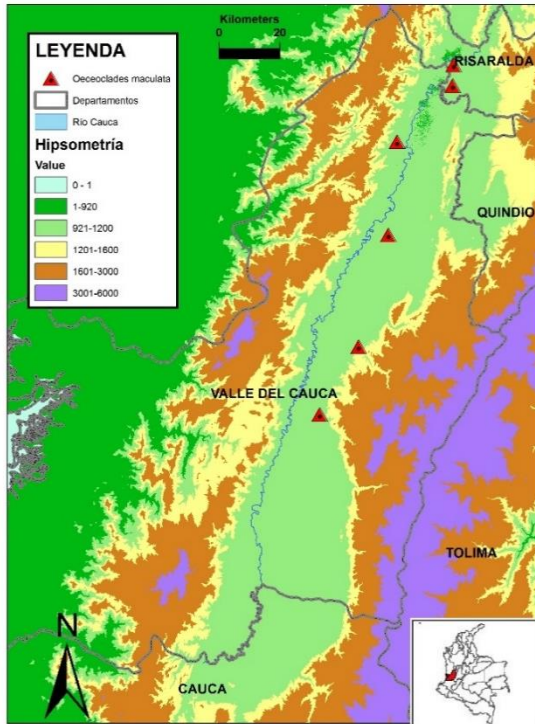 LEYENDA
Oeceoclades maculata
Departamentos
Río Cauca
Hipsometría
Value
0 - 1
1-920
921-1200
1201-1600
1601-3000
3001-6000
Kilometers
0 20
RISARALDA
QUINDIO
VALLE DEL CAUCA
TOLIMA
CAUCA
N